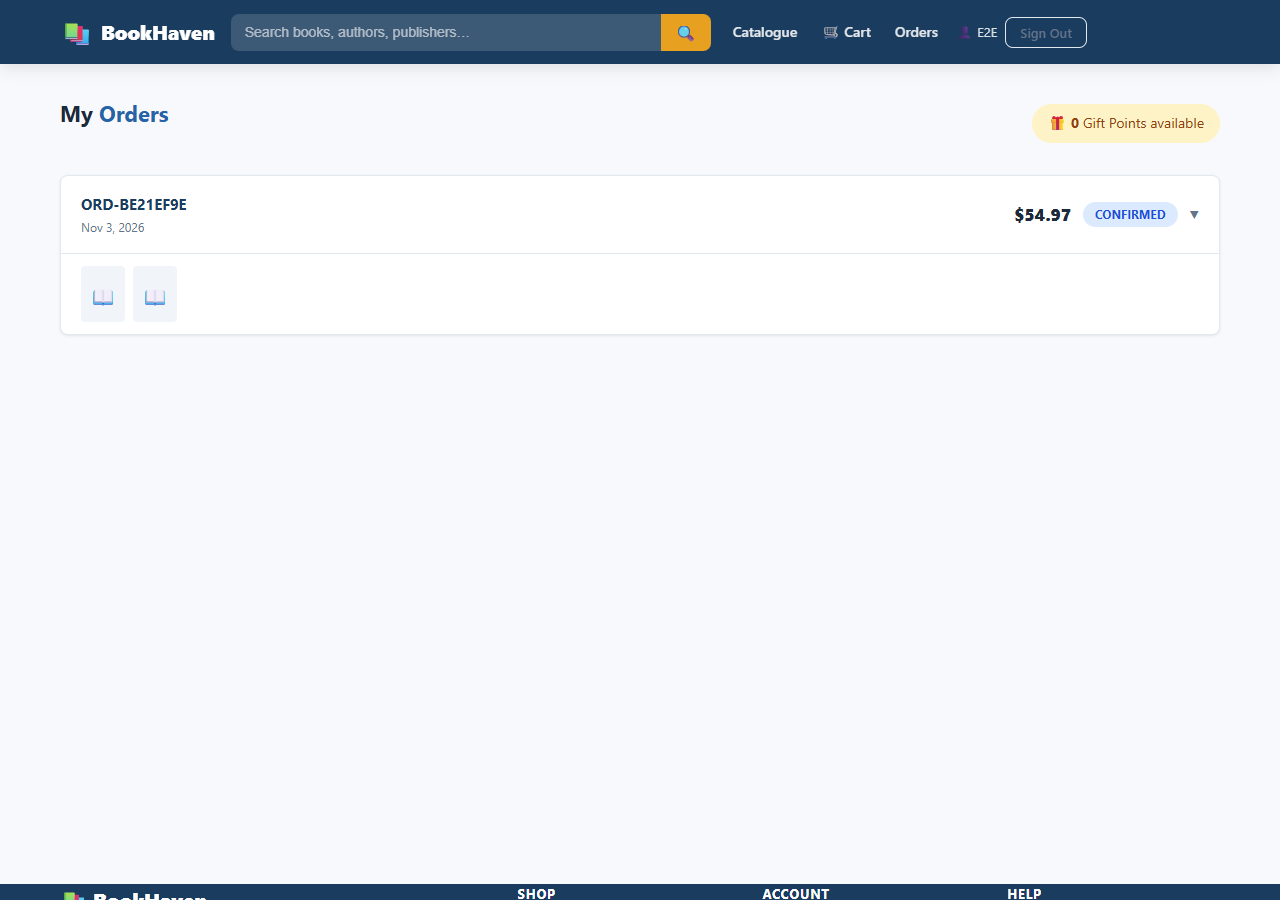 BookHaven
Search books, authors, publishers...
Catalogue
Cart
Orders
E2E
Sign Out
My Orders
0 Gift Points available
ORD-BE21EF9E
Nov 3, 2026
$54.97
CONFIRMED
BookHaven
SHOP
ACCOUNT
HELP